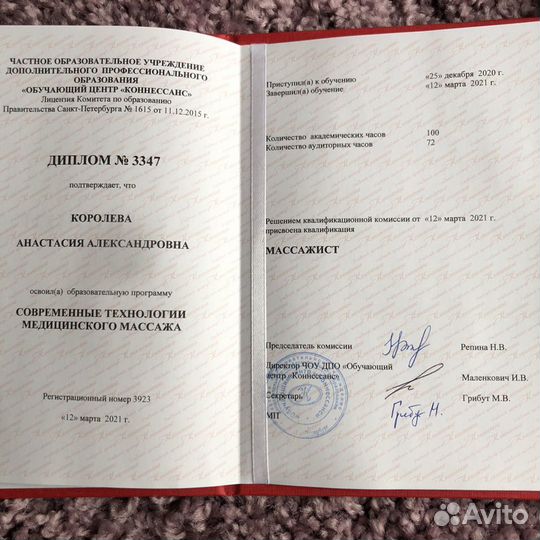 ЧАСТНОЕ ОБРАЗОВАТЕЛЬНОЕ УЧРЕЖДЕНИЕ
ДОПОЛНИТЕЛЬНОГО ПРОФЕССИОНАЛЬНОГО
ОБРАЗОВАНИЯ
«ОБУЧАЮЩИЙ ЦЕНТР «КОННЕССАНС»
Лицензия Комитета по образованию
Правительства Санкт-Петербурга № 1615 от 11.12.2015 г.
ДИПЛОМ № 3347
подтверждает, что
КОРОЛЕВА
АНАСТАСИЯ АЛЕКСАНДРОВНА
освоил(а) образовательную программу
СОВРЕМЕННЫЕ ТЕХНОЛОГИИ
МЕДИЦИНСКОГО МАССАЖА
Регистрационный номер 3923
«12» марта 2021 г.
Приступил(а) к обучению «25» декабря 2020 г.
Завершил(а) обучение «12» марта 2021 г.
Количество академических часов 100
Количество аудиторных часов 72
Решением квалификационной комиссии от «12» марта 2021 г.
присвоена квалификация
МАССАЖИСТ
Председатель комиссии Репина Н.В.
Директор ЧОУ ДПО «Обучающий
центр «Коннессанс» Маленкович И.В.
Секретарь Грибут М.В.
МП
Avito